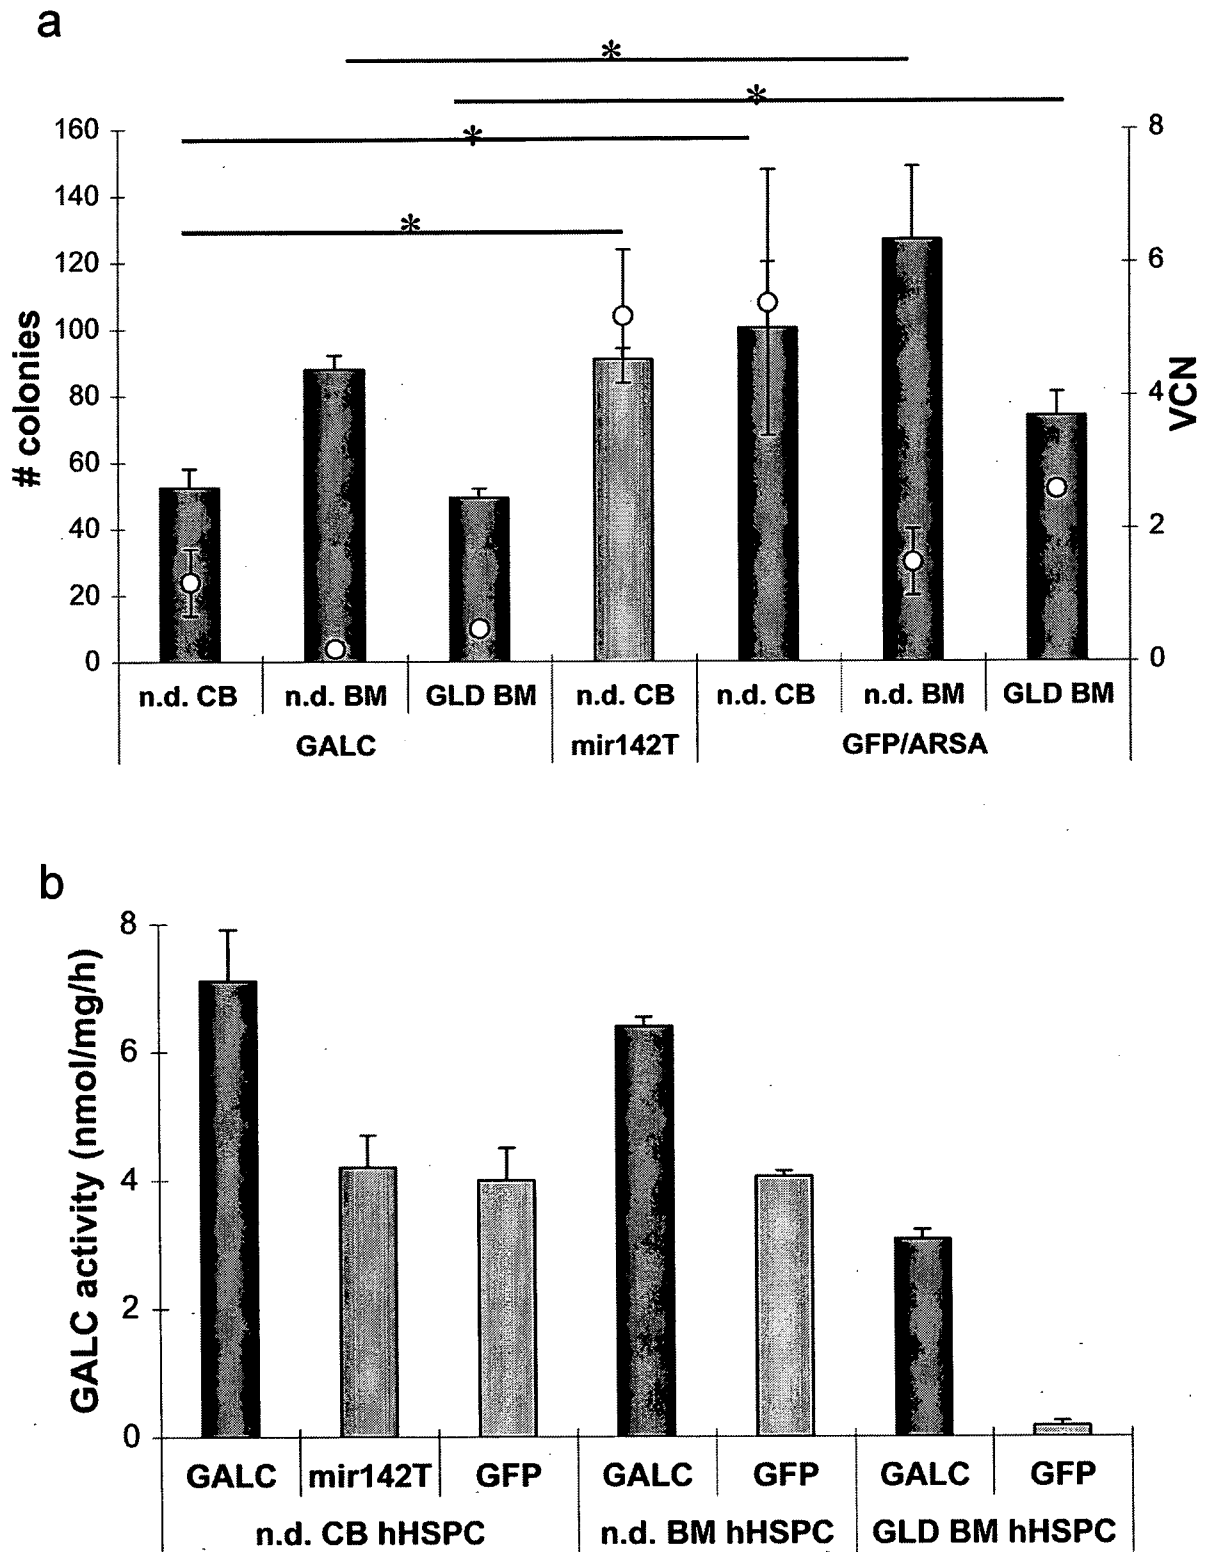 a
*
*
*
*
160 8
140
120 6
100
80 4
60
40 2
20
0 0
# colonies
VCN
n.d. CB n.d. BM GLD BM n.d. CB n.d. CB n.d. BM GLD BM
GALC mir142T GFP/ARSA
b
8
6
4
2
0
GALC activity (nmol/mg/h)
GALC mir142T GFP GALC GFP GALC GFP
n.d. CB hHSPC n.d. BM hHSPC GLD BM hHSPC